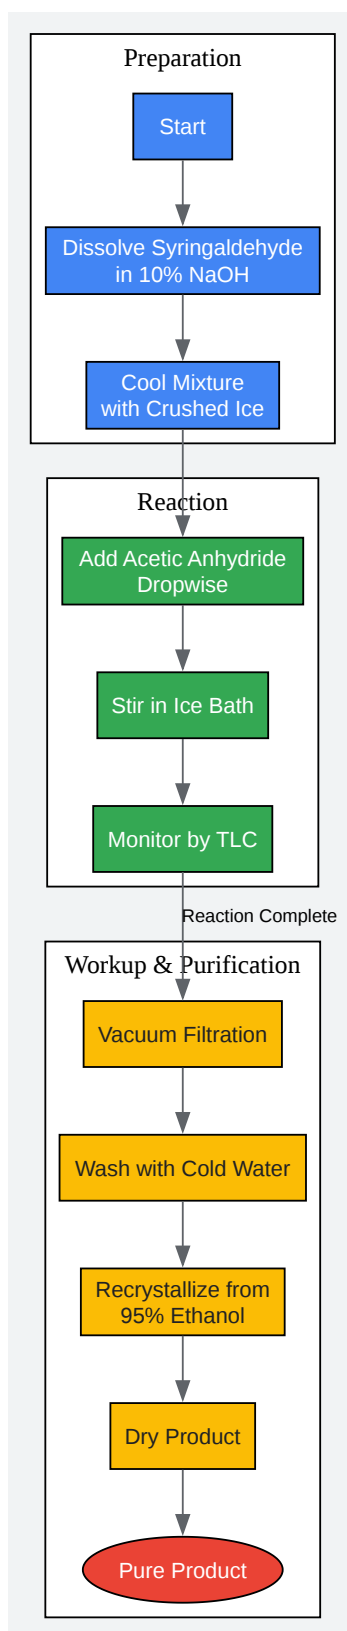 Preparation
Start
Dissolve Syringaldehyde
in 10% NaOH
Cool Mixture
with Crushed Ice
Reaction
Add Acetic Anhydride
Dropwise
Stir in Ice Bath
Monitor by TLC
Reaction Complete
Workup & Purification
Vacuum Filtration
Wash with Cold Water
Recrystallize from
95% Ethanol
Dry Product
Pure Product